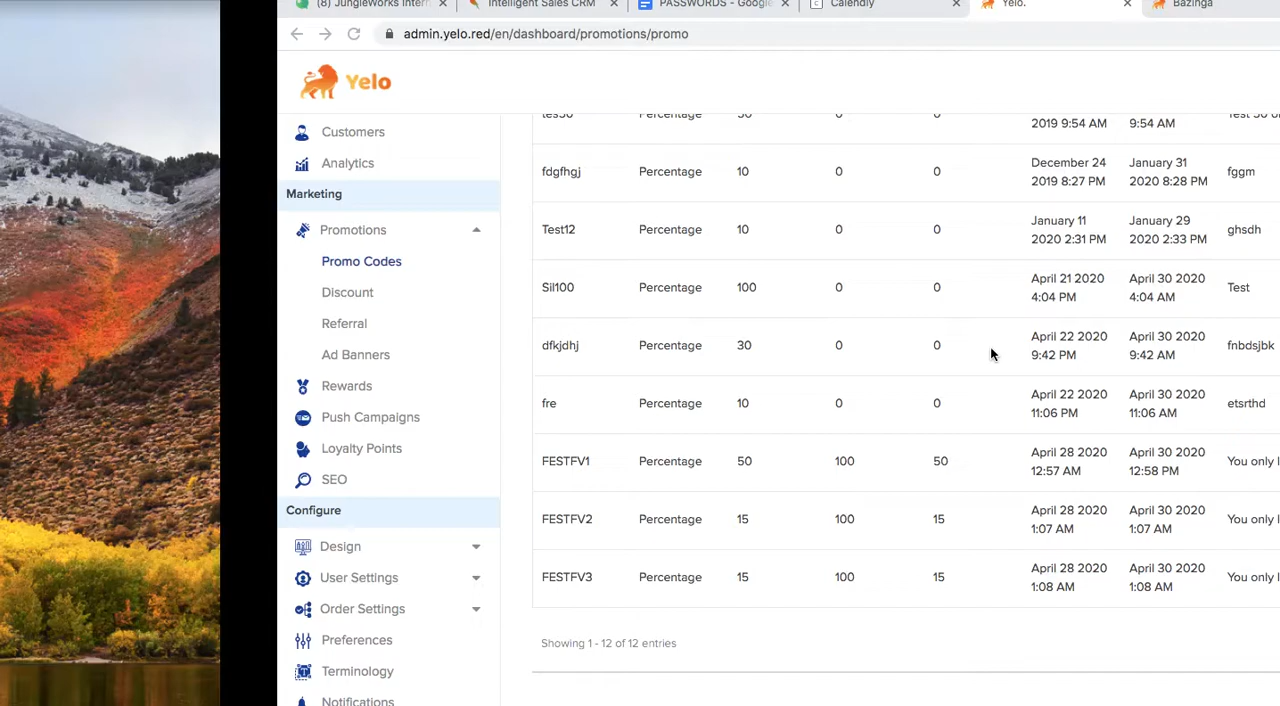 (8) JungleWorks Intern
Intelligent Sales CRM
PASSWORDS - Google
Calendly
Yelo.
Bazinga
admin.yelo.red/en/dashboard/promotions/promo
Yelo
Customers
Analytics
Marketing
Promotions
Promo Codes
Discount
Referral
Ad Banners
Rewards
Push Campaigns
Loyalty Points
SEO
Configure
Design
User Settings
Order Settings
Preferences
Terminology
Notifications
Percentage 0 0
2019 9:54 AM 9:54 AM
fdgfhgj Percentage 10 0 0 December 24 January 31 fggm
2019 8:27 PM 2020 8:28 PM
Test12 Percentage 10 0 0 January 11 January 29 ghsdh
2020 2:31 PM 2020 2:33 PM
Sil100 Percentage 100 0 0 April 21 2020 April 30 2020 Test
4:04 PM 4:04 AM
dfkjdhj Percentage 30 0 0 April 22 2020 April 30 2020 fnbdsjbk
9:42 PM 9:42 AM
fre Percentage 10 0 0 April 22 2020 April 30 2020 etsrthd
11:06 PM 11:06 AM
FESTFV1 Percentage 50 100 50 April 28 2020 April 30 2020 You only
12:57 AM 12:58 PM
FESTFV2 Percentage 15 100 15 April 28 2020 April 30 2020 You only
1:07 AM 1:07 AM
FESTFV3 Percentage 15 100 15 April 28 2020 April 30 2020 You only
1:08 AM 1:08 AM
Showing 1 - 12 of 12 entries